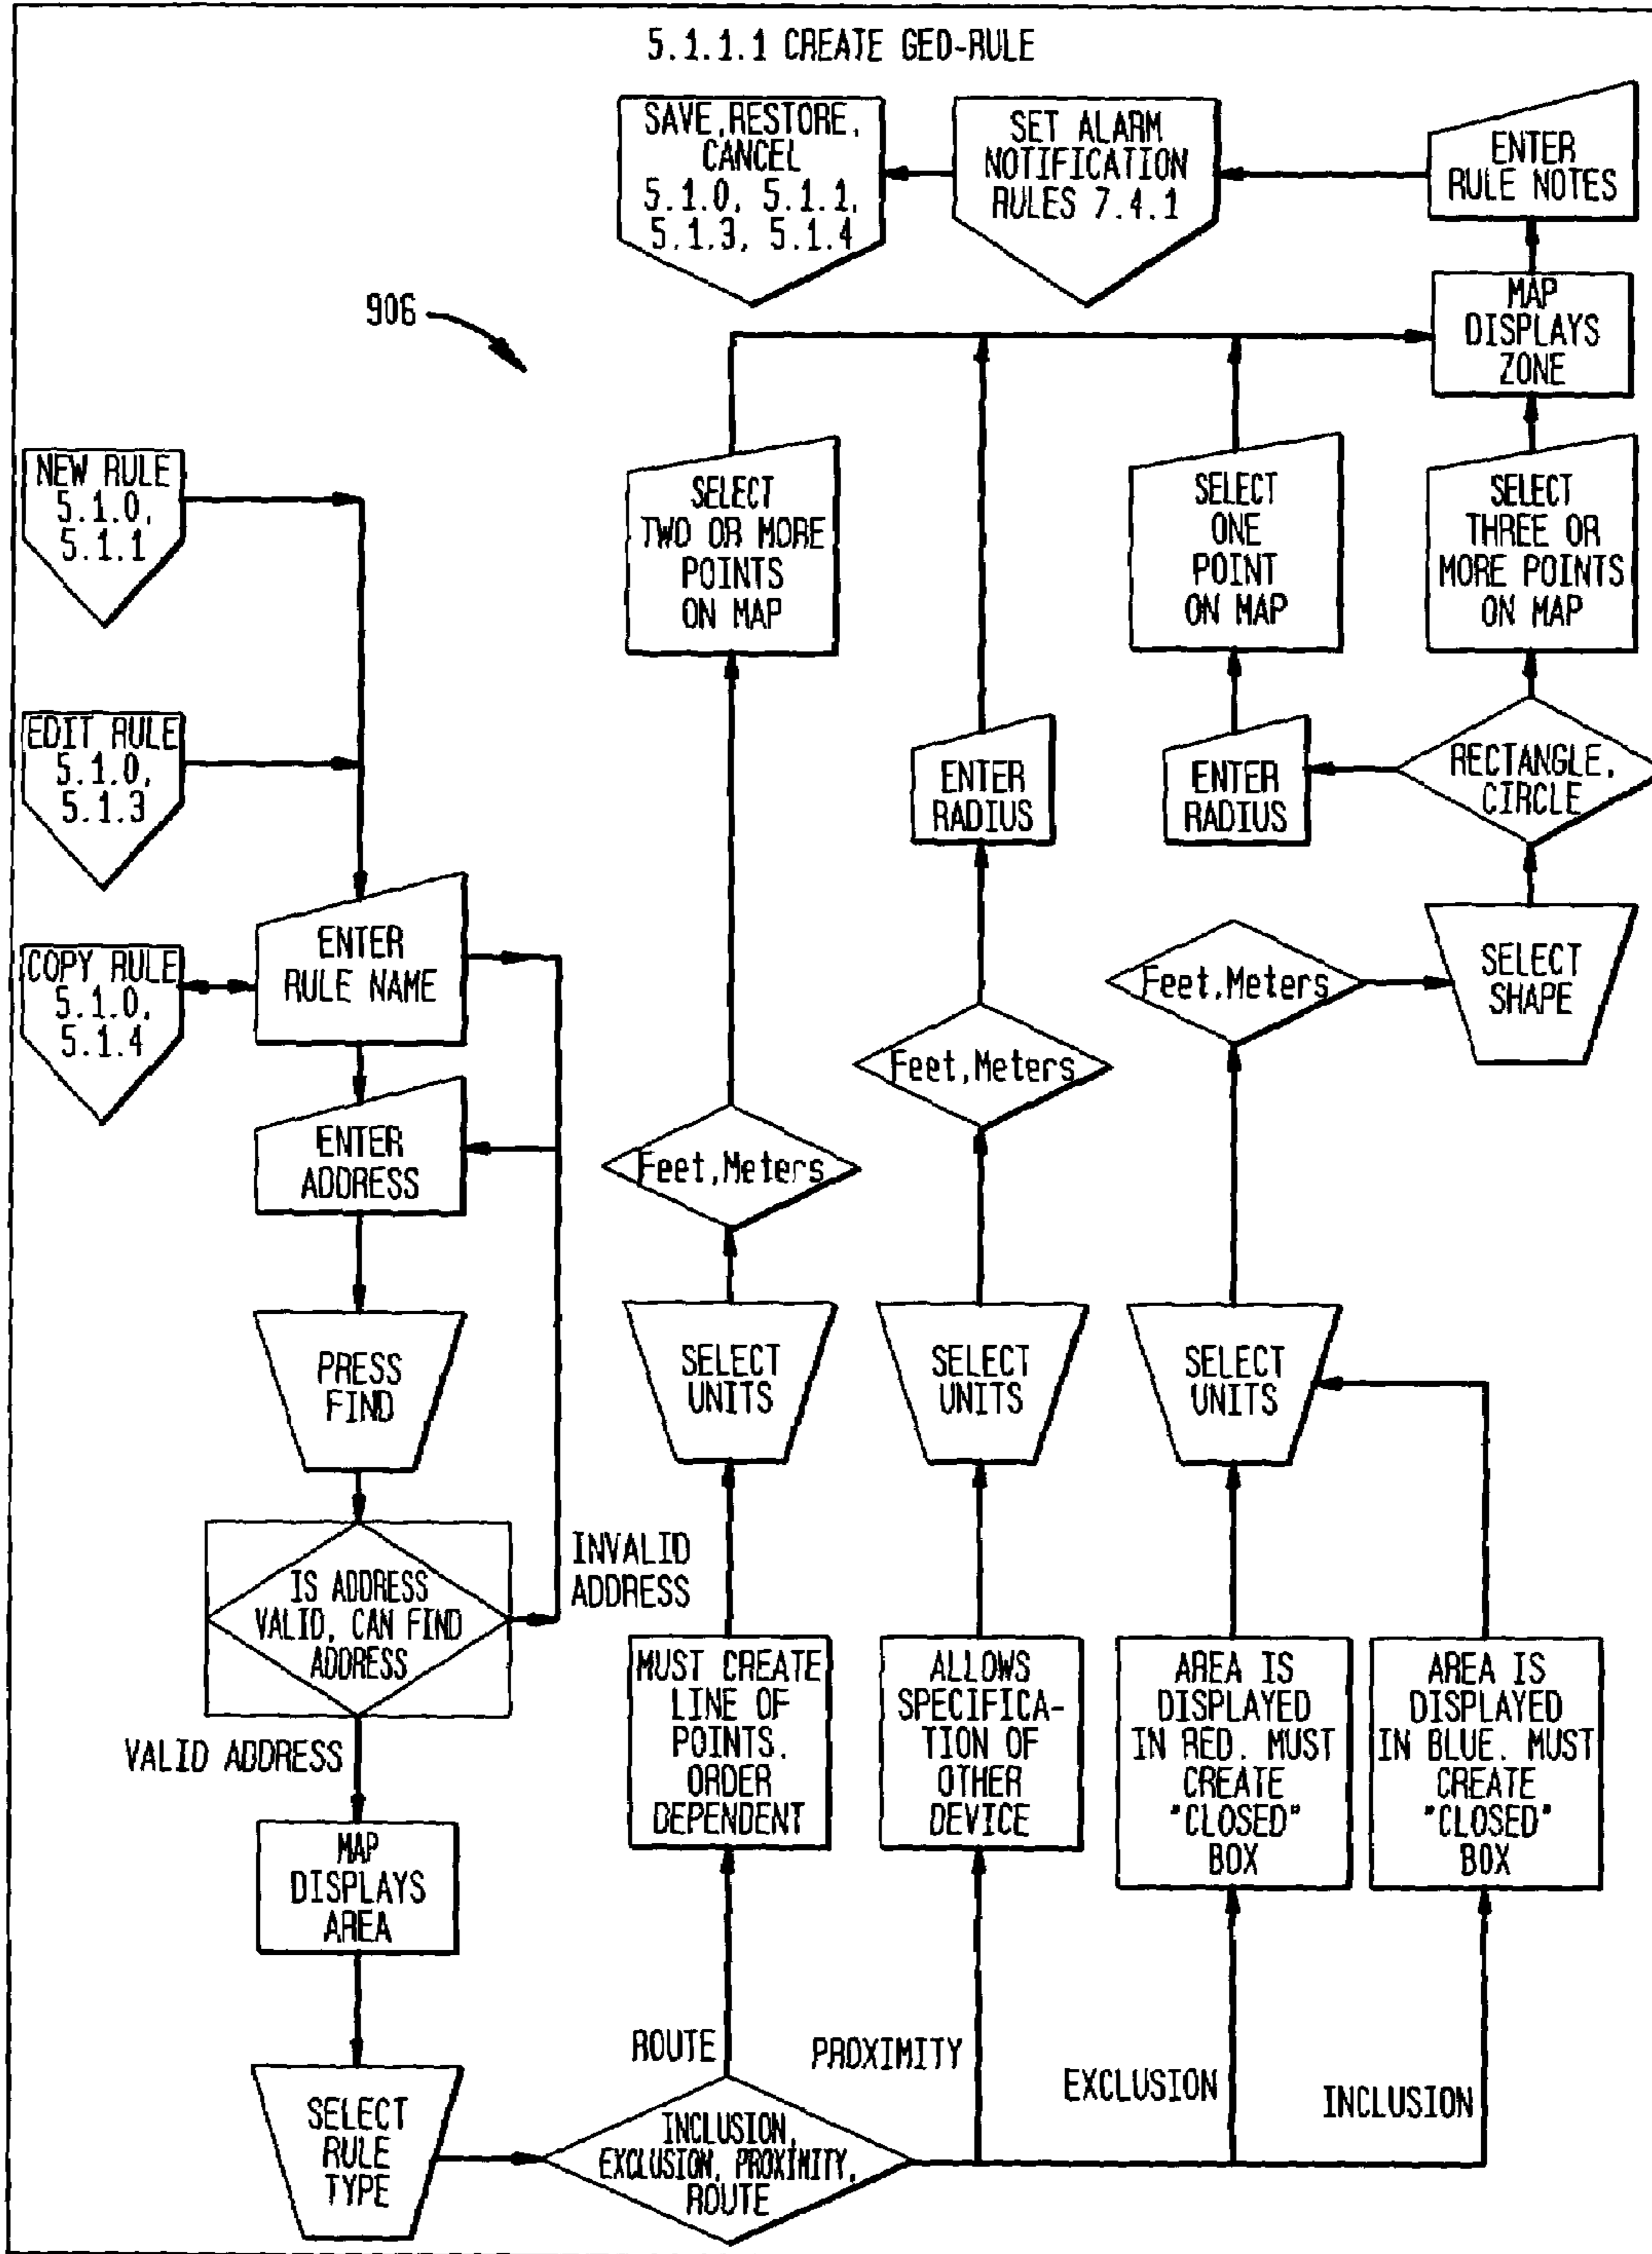 5.1.1.1 CREATE GEO-RULE
SAVE, RESTORE,
CANCEL
5.1.0, 5.1.1,
5.1.3, 5.1.4
SET ALARM
NOTIFICATION
RULES 7.4.1
ENTER
RULE NOTES
906
MAP
DISPLAYS
ZONE
NEW RULE
5.1.0,
5.1.1
SELECT
TWO OR MORE
POINTS
ON MAP
SELECT
ONE
POINT
ON MAP
SELECT
THREE OR
MORE POINTS
ON MAP
EDIT RULE
5.1.0,
5.1.3
ENTER
RADIUS
ENTER
RADIUS
RECTANGLE,
CIRCLE
COPY RULE
5.1.0,
5.1.4
ENTER
RULE NAME
Feet,Meters
SELECT
SHAPE
Feet,Meters
ENTER
ADDRESS
Feet,Meters
PRESS
FIND
SELECT
UNITS
SELECT
UNITS
SELECT
UNITS
IS ADDRESS
VALID, CAN FIND
ADDRESS
INVALID
ADDRESS
VALID ADDRESS
MUST CREATE
LINE OF
POINTS.
ORDER
DEPENDENT
ALLOWS
SPECIFICA-
TION OF
OTHER
DEVICE
AREA IS
DISPLAYED
IN RED. MUST
CREATE
"CLOSED"
BOX
AREA IS
DISPLAYED
IN BLUE. MUST
CREATE
"CLOSED"
BOX
MAP
DISPLAYS
AREA
ROUTE
PROXIMITY
EXCLUSION
INCLUSION
SELECT
RULE
TYPE
INCLUSION,
EXCLUSION, PROXIMITY,
ROUTE